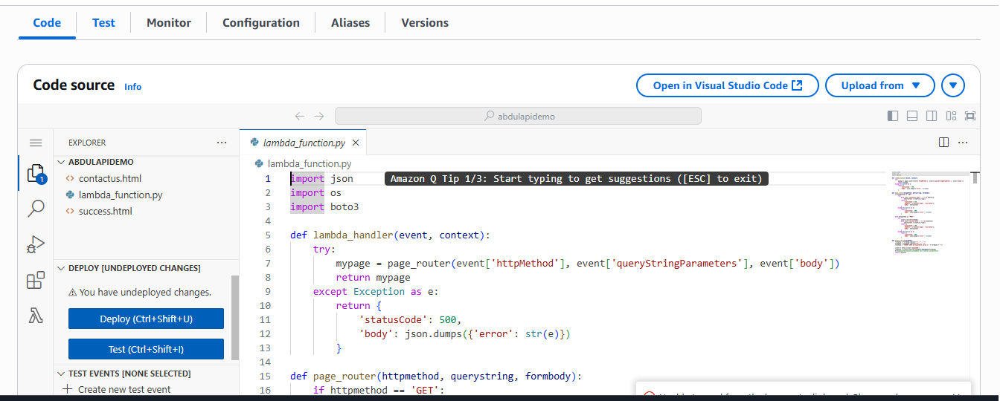 Code Test Monitor Configuration Aliases Versions
Code source Info
Open in Visual Studio Code Upload from
abdulapidemo
EXPLORER
ABDULAPIDEMO
contactus.html
lambda_function.py
success.html
DEPLOY [UNDEPLOYED CHANGES]
You have undeployed changes.
Deploy (Ctrl+Shift+U)
Test (Ctrl+Shift+I)
TEST EVENTS [NONE SELECTED]
Create new test event
1
lambda_function.py
lambda_function.py
1 import json Amazon Q Tip 1/3: Start typing to get suggestions ([ESC] to exit)
2 import os
3 import boto3
4
5 def lambda_handler(event, context):
6 try:
7 mypage = page_router(event['httpMethod'], event['queryStringParameters'], event['body'])
8 return mypage
9 except Exception as e:
10 return {
11 'statusCode': 500,
12 'body': json.dumps({'error': str(e)})
13 }
14
15 def page_router(httpmethod, querystring, formbody):
16 if httpmethod == 'GET':